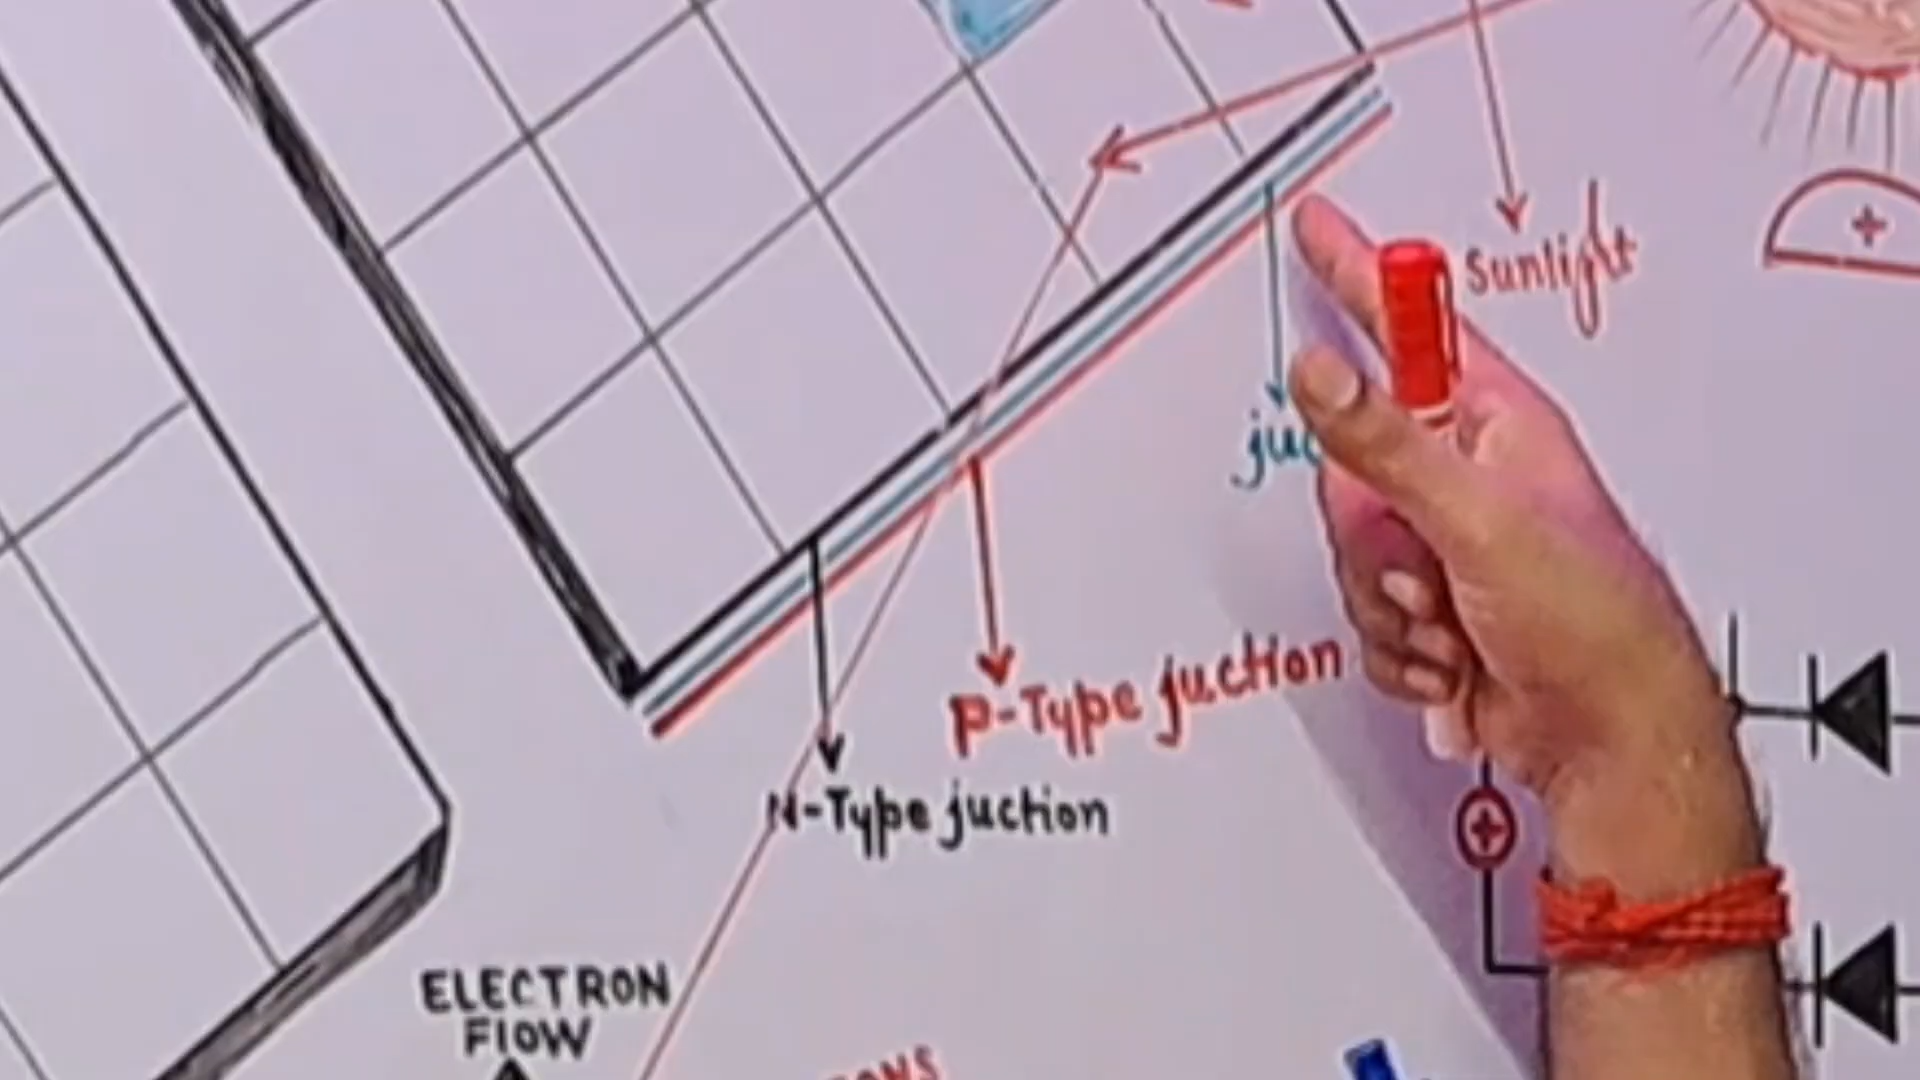 Sunlight
P-Type juction
N-Type juction
ELECTRON
FlOW